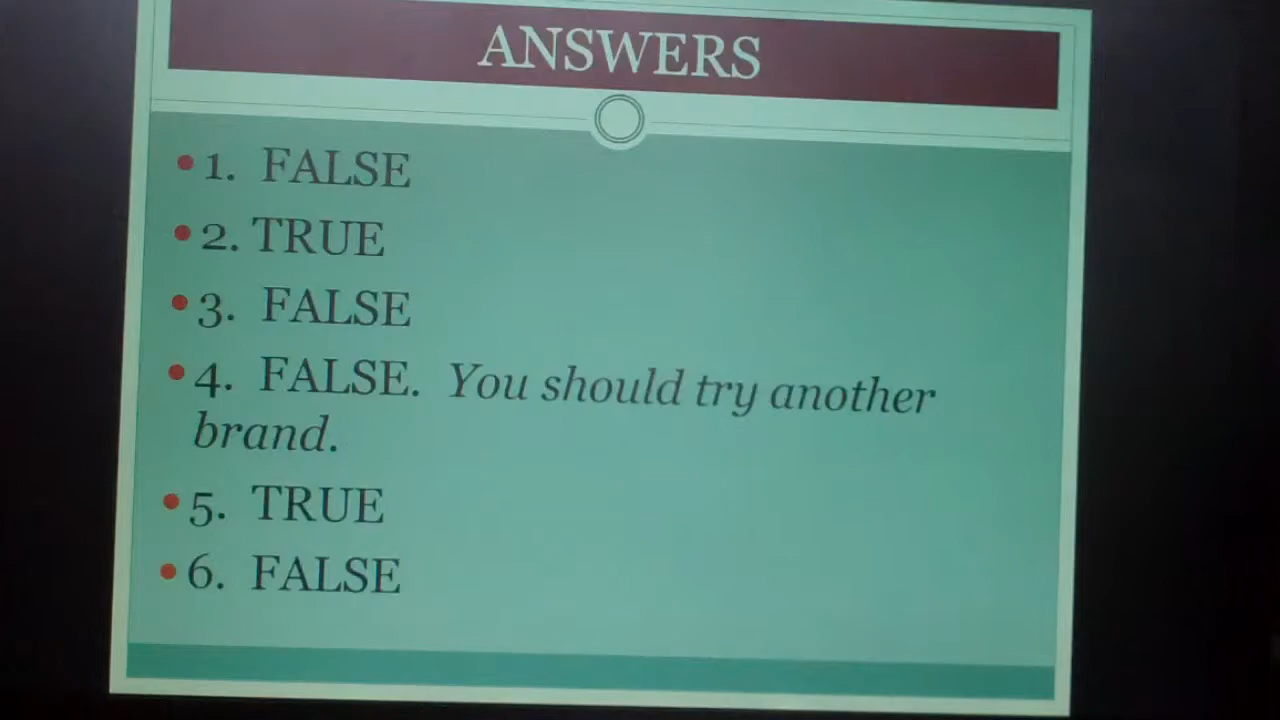 ANSWERS
1. FALSE
2. TRUE
3. FALSE
4. FALSE. You should try another
brand.
5. TRUE
6. FALSE